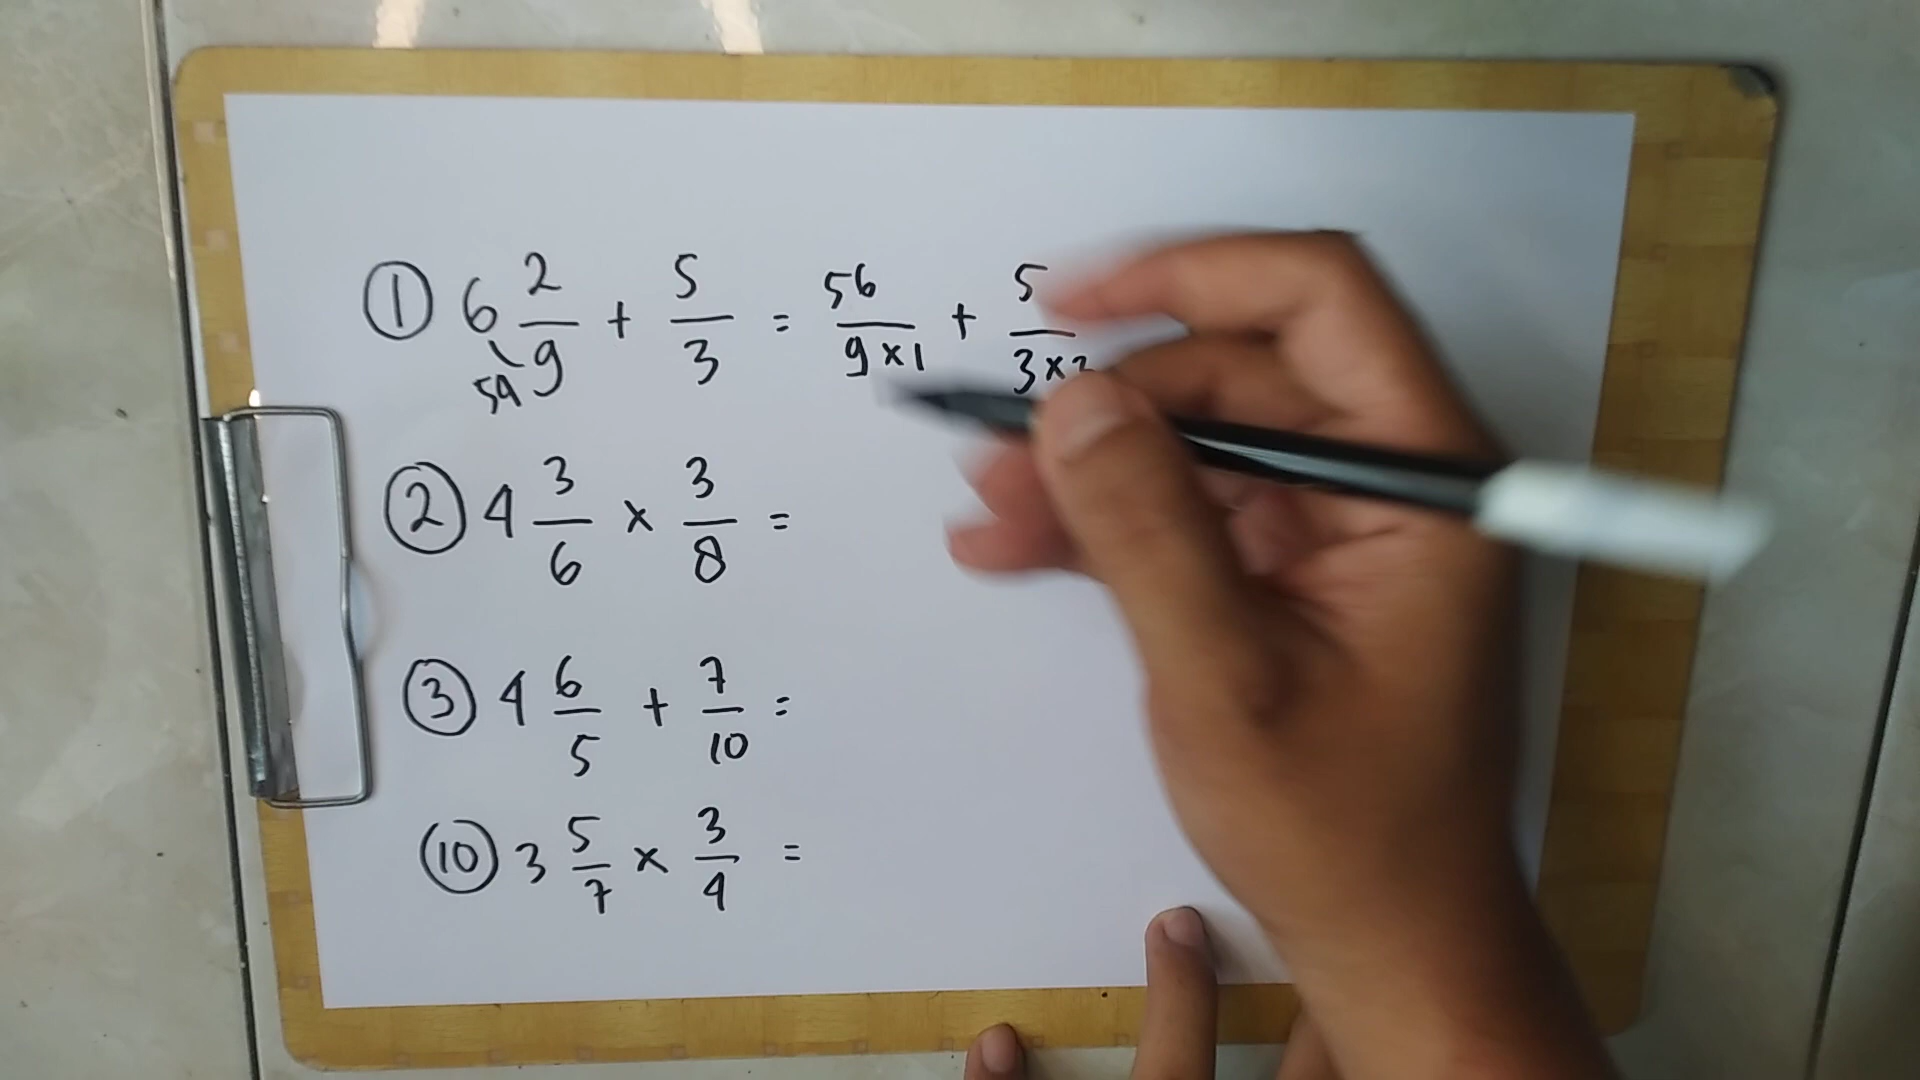 ① 6 2/9 + 5/3 = 56/9×1 + 5/3×3
54
② 4 3/6 × 3/8 =
③ 4 6/5 + 7/10 =
⑩ 3 5/7 × 3/4 =